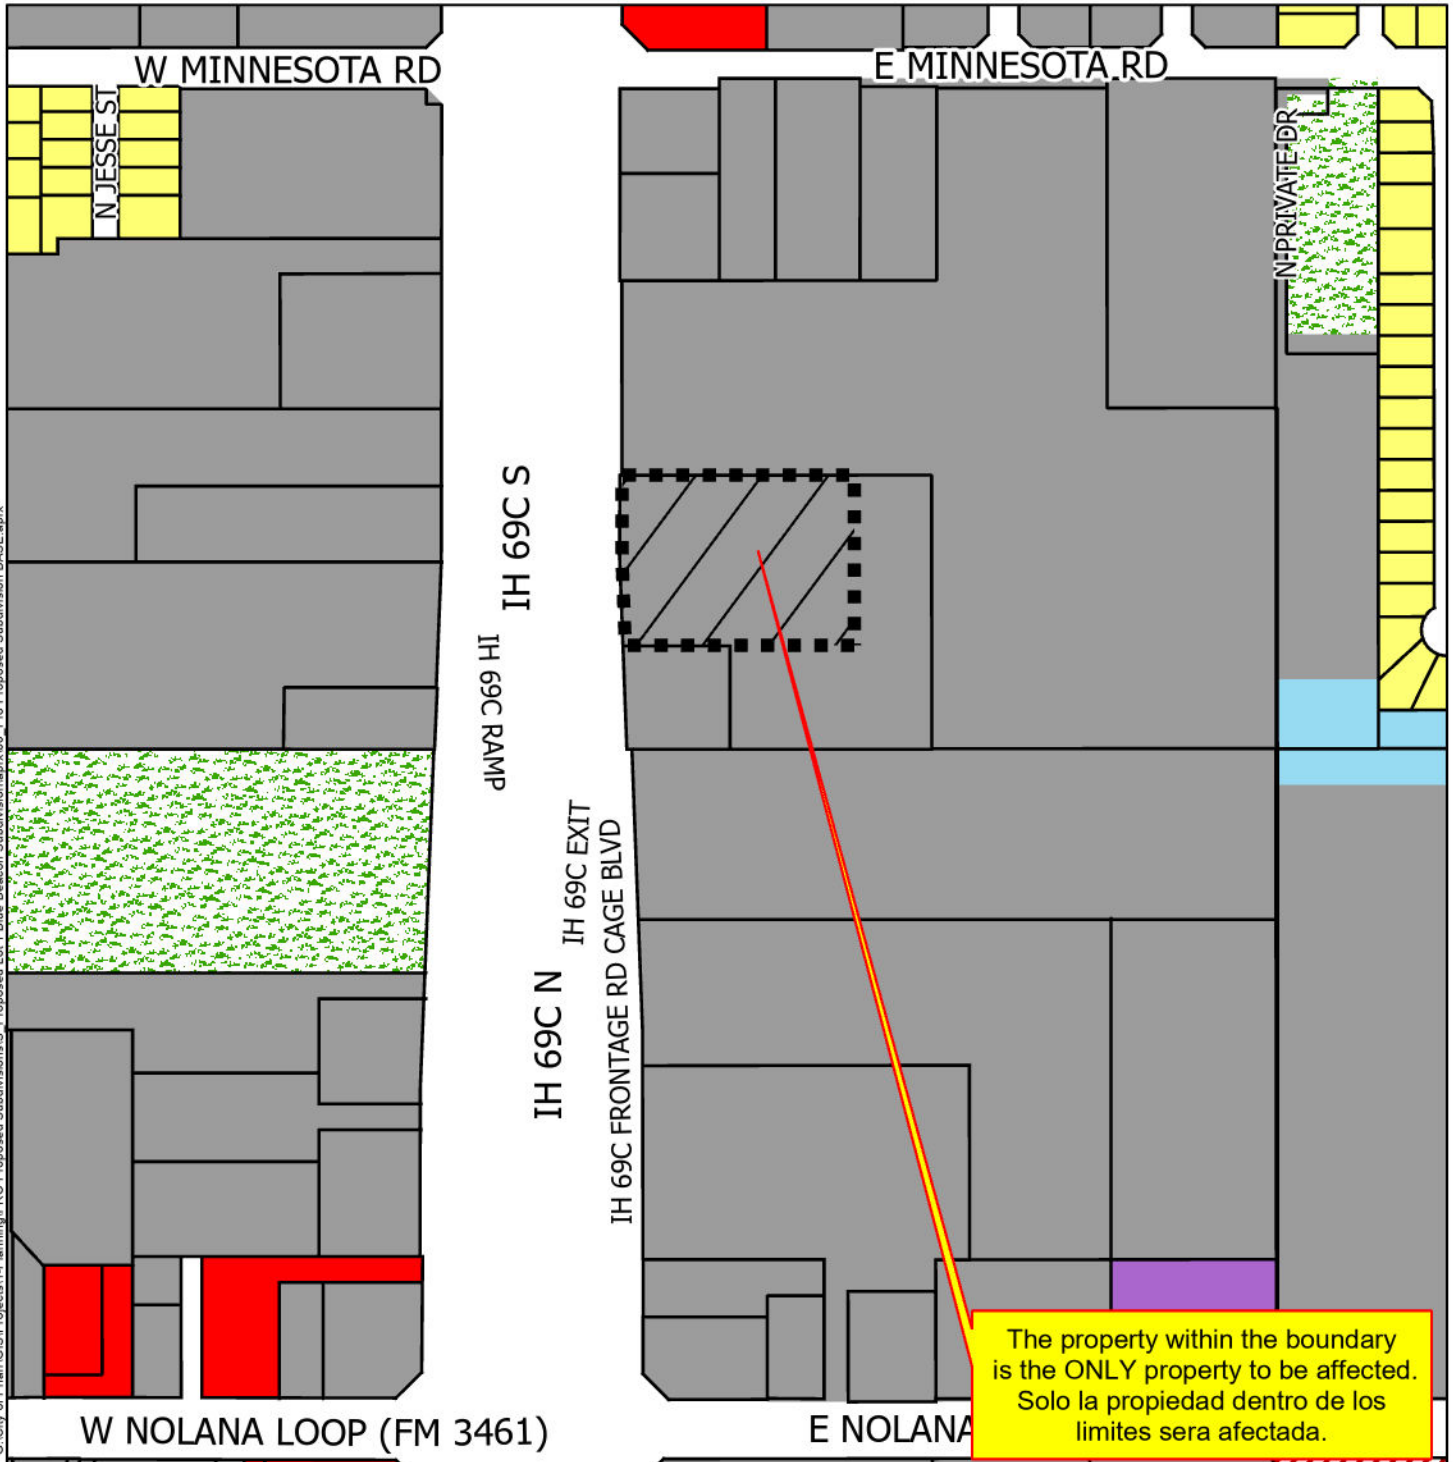 W MINNESOTA RD
E MINNESOTA RD
N JESSE ST
N PRIVATE DR
IH 69C S
IH 69C RAMP
IH 69C EXIT
IH 69C FRONTAGE RD CAGE BLVD
IH 69C N
The property within the boundary
is the ONLY property to be affected.
Solo la propiedad dentro de los
limites sera afectada.
W NOLANA LOOP (FM 3461)
E NOLANA